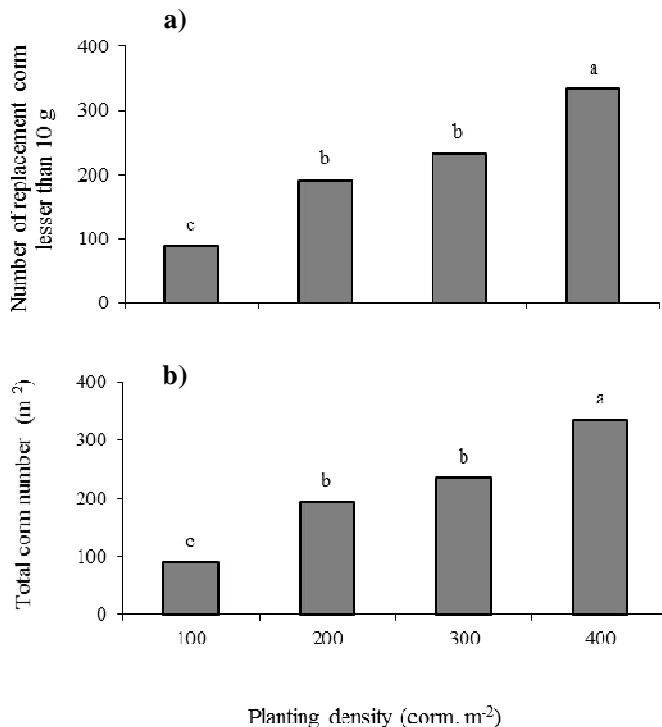 a)
Number of replacement corm
lesser than 10 g
400
300
200
100
0
c
b
b
a
b)
Total corm number (m-2)
400
300
200
100
0
c
b
b
a
100 200 300 400
Planting density (corm. m-2)